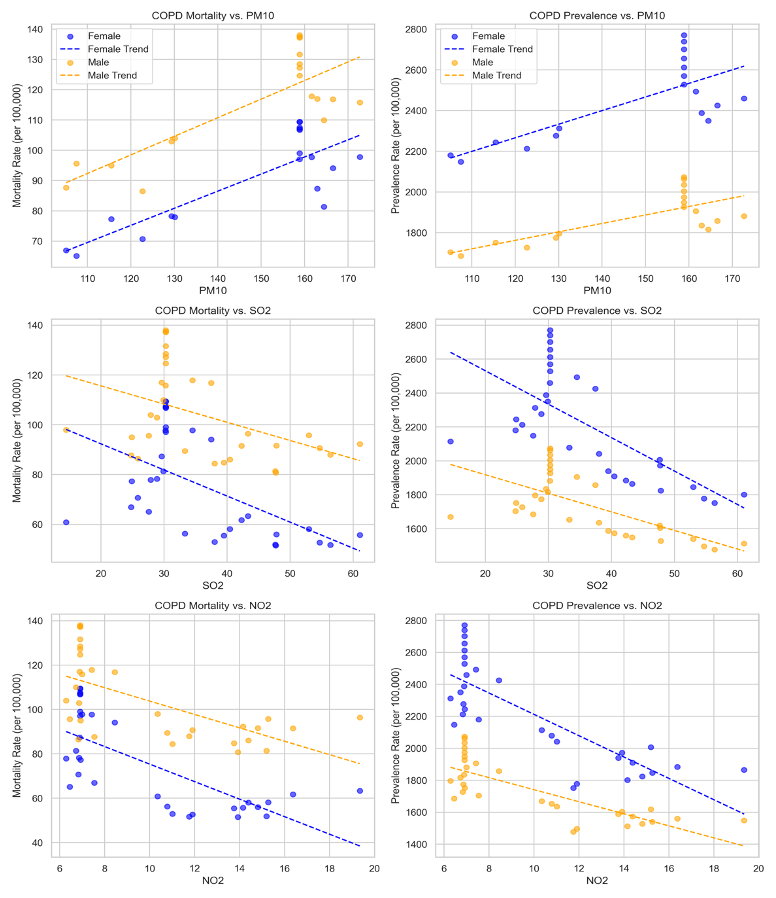 COPD Mortality vs. PM10
Mortality Rate (per 100,000)
140
130
120
110
100
90
80
70
Female
Female Trend
Male
Male Trend
110 120 130 140 150 160 170
PM10
COPD Prevalence vs. PM10
Prevalence Rate (per 100,000)
2800
2600
2400
2200
2000
1800
Female
Female Trend
Male
Male Trend
110 120 130 140 150 160 170
PM10
COPD Mortality vs. SO2
Mortality Rate (per 100,000)
140
120
100
80
60
20 30 40 50 60
SO2
COPD Prevalence vs. SO2
Prevalence Rate (per 100,000)
2800
2600
2400
2200
2000
1800
1600
20 30 40 50 60
SO2
COPD Mortality vs. NO2
Mortality Rate (per 100,000)
140
120
100
80
60
40
6 8 10 12 14 16 18 20
NO2
COPD Prevalence vs. NO2
Prevalence Rate (per 100,000)
2800
2600
2400
2200
2000
1800
1600
1400
6 8 10 12 14 16 18 20
NO2